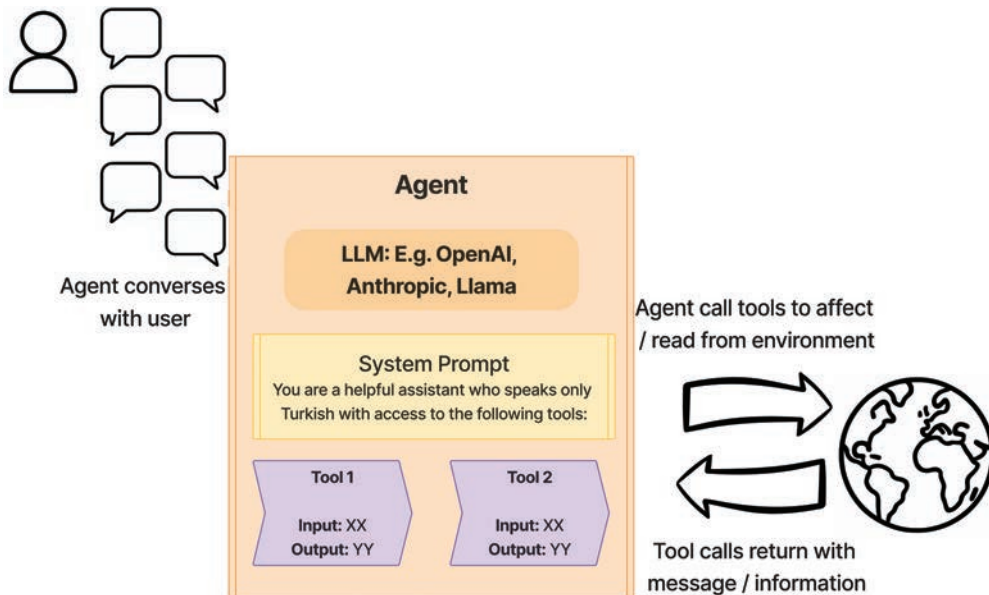 Agent
LLM: E.g. OpenAI,
Anthropic, Llama
Agent converses
with user
System Prompt
You are a helpful assistant who speaks only
Turkish with access to the following tools:
Tool 1
Input: XX
Output: YY
Tool 2
Input: XX
Output: YY
Agent call tools to affect
/ read from environment
Tool calls return with
message / information